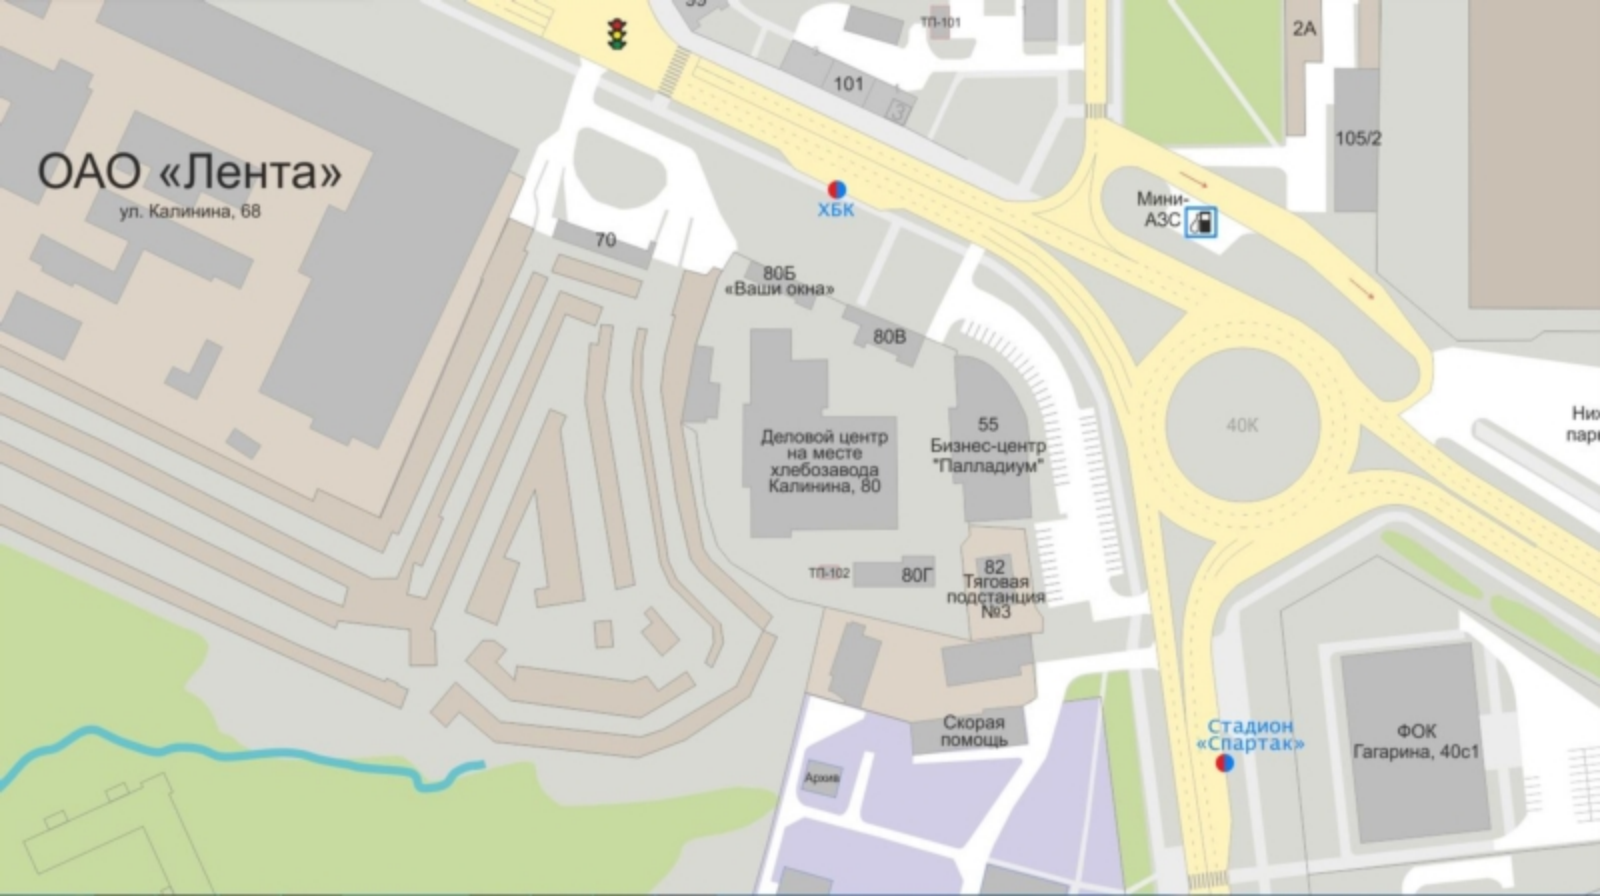 ТП-101
101
3
2А
105/2
ОАО «Лента»
ул. Калинина, 68
ХБК
Мини-
АЗС
70
80Б
«Ваши окна»
80В
40К
55
Бизнес-центр
"Палладиум"
Деловой центр
на месте
хлебозавода
Калинина, 80
ТП-102
80Г
82
Тяговая
подстанция
№3
Скорая
помощь
Архив
Стадион
«Спартак»
ФОК
Гагарина, 40с1